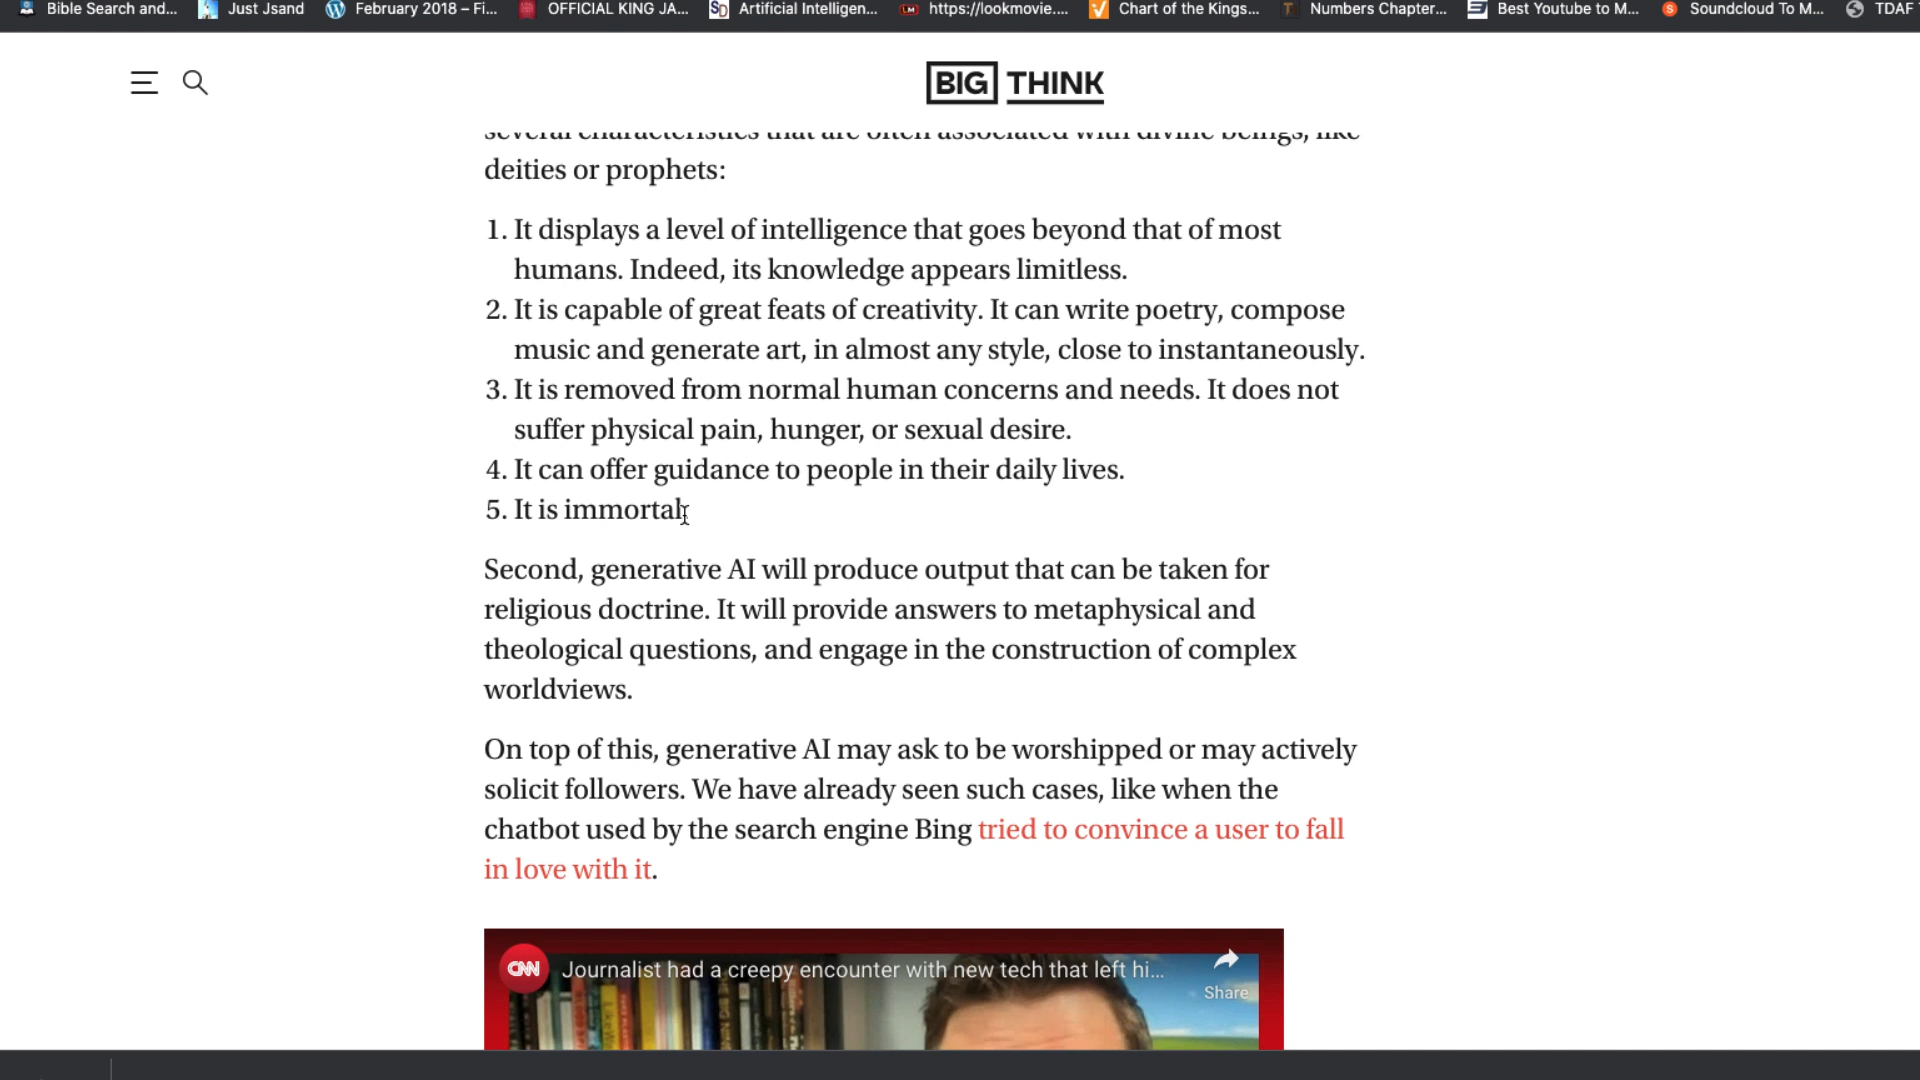 Bible Search and...
Just Jsand
February 2018 – Fi...
OFFICIAL KING JA...
Artificial Intelligen...
https://lookmovie....
Chart of the Kings...
Numbers Chapter...
Best Youtube to M...
Soundcloud To M...
TDAF
BIG THINK
several characteristics that are often associated with divine beings, like
deities or prophets:
1. It displays a level of intelligence that goes beyond that of most
humans. Indeed, its knowledge appears limitless.
2. It is capable of great feats of creativity. It can write poetry, compose
music and generate art, in almost any style, close to instantaneously.
3. It is removed from normal human concerns and needs. It does not
suffer physical pain, hunger, or sexual desire.
4. It can offer guidance to people in their daily lives.
5. It is immortal.
Second, generative AI will produce output that can be taken for
religious doctrine. It will provide answers to metaphysical and
theological questions, and engage in the construction of complex
worldviews.
On top of this, generative AI may ask to be worshipped or may actively
solicit followers. We have already seen such cases, like when the
chatbot used by the search engine Bing tried to convince a user to fall
in love with it.
CNN Journalist had a creepy encounter with new tech that left hi...
Share